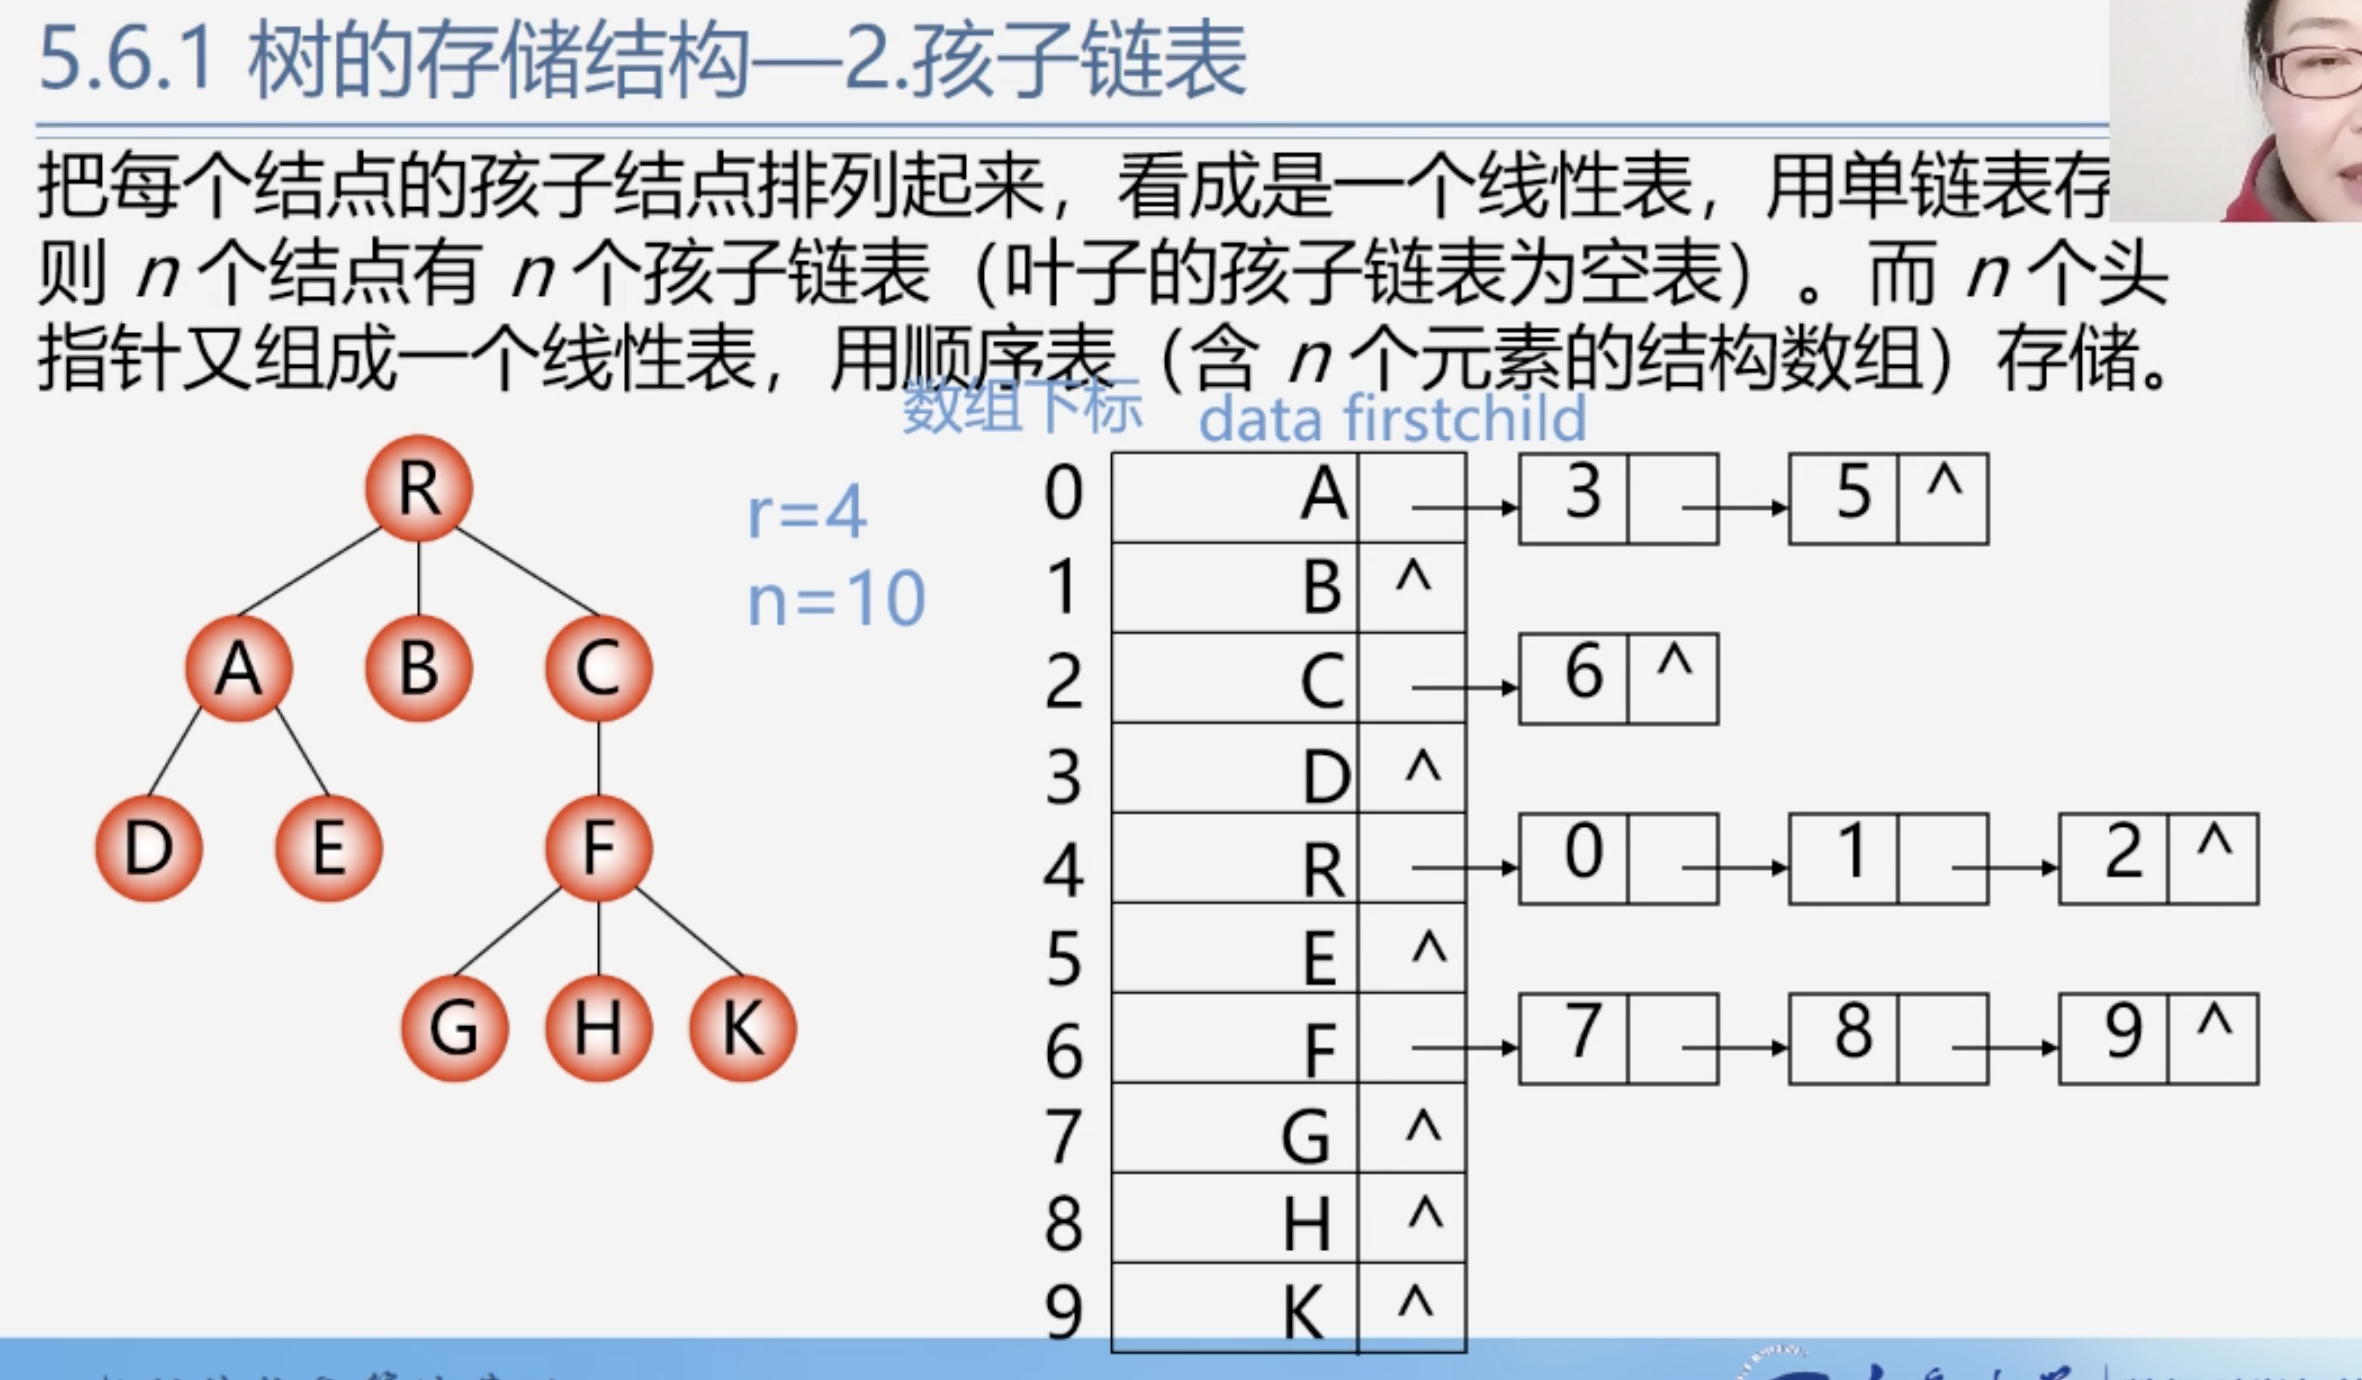 5.6.1 树的存储结构—2.孩子链表
把每个结点的孩子结点排列起来，看成是一个线性表，用单链表存
则 n 个结点有 n 个孩子链表（叶子的孩子链表为空表）。而 n 个头
指针又组成一个线性表，用顺序表（含 n 个元素的结构数组）存储。
数组下标 data firstchild
R
A B C
D E F
G H K
r=4
n=10
0 A 3 5 ^
1 B ^
2 C 6 ^
3 D ^
4 R 0 1 2 ^
5 E ^
6 F 7 8 9 ^
7 G ^
8 H ^
9 K ^